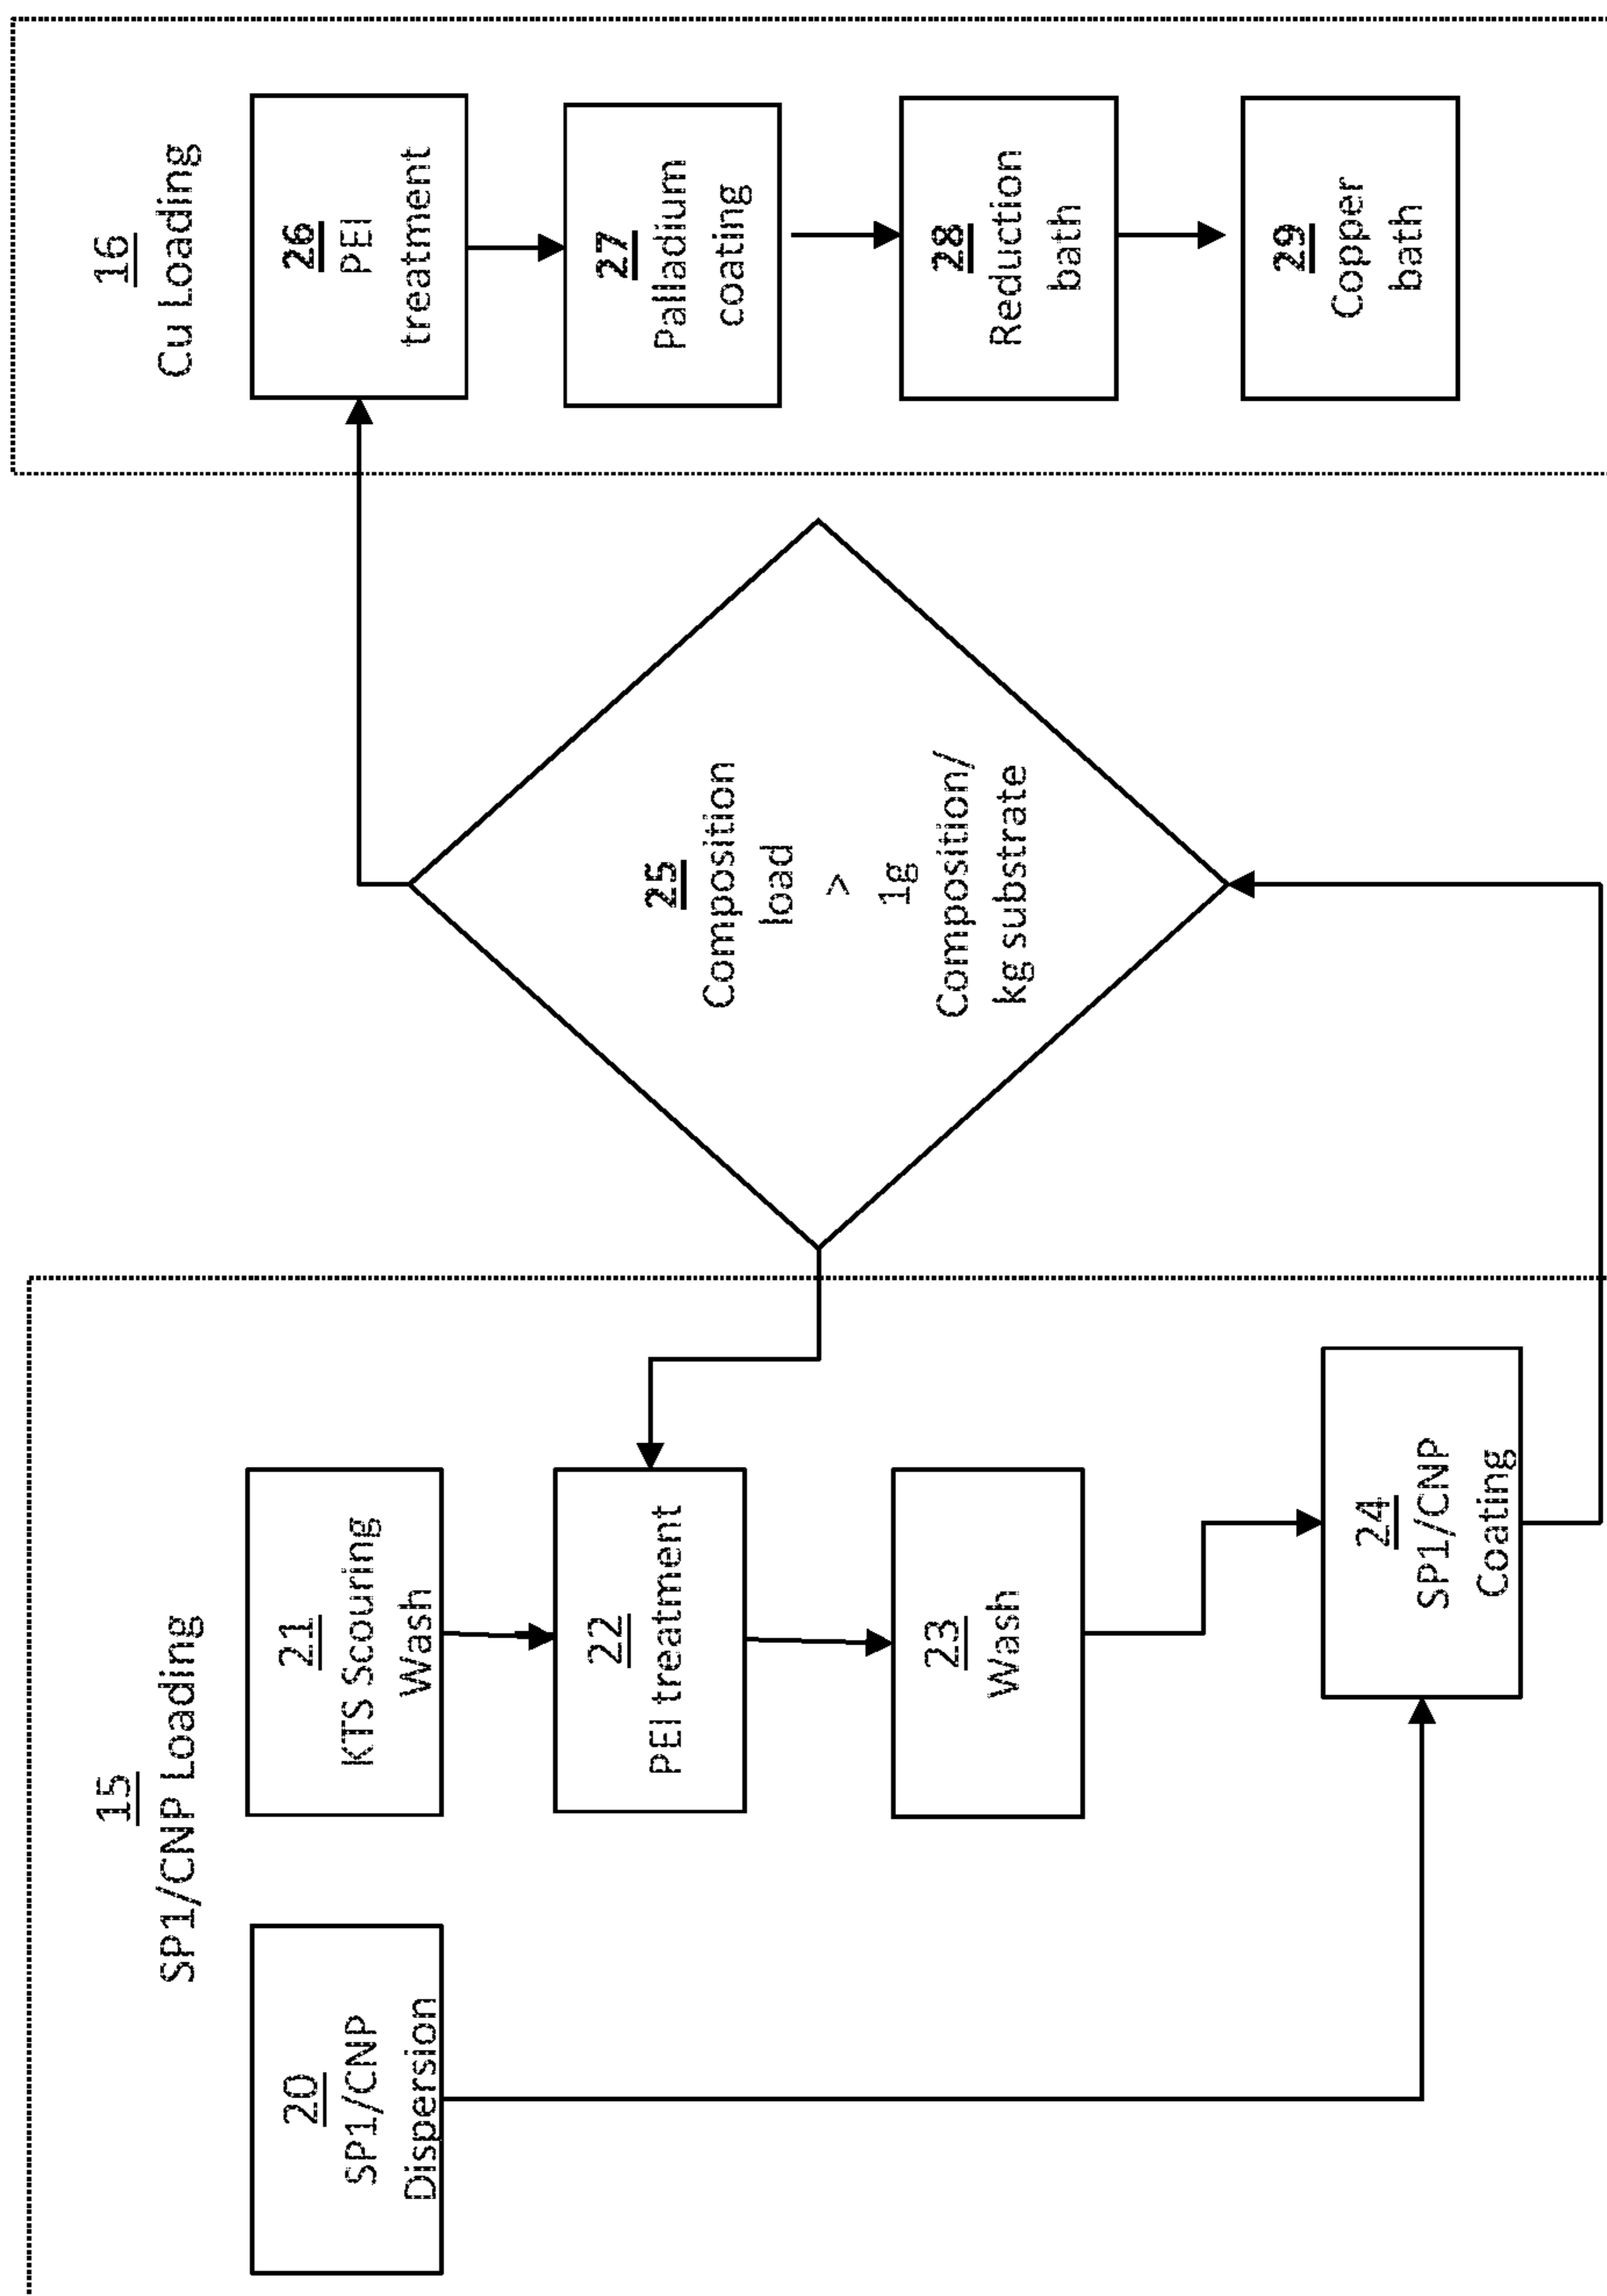 15
SP1/CNP Loading
20
SP1/CNP
Dispersion
21
KTS Scouring
Wash
22
PEI treatment
23
Wash
24
SP1/CNP
Coating
25
Composition
load
>
1g
Composition/
kg substrate
16
Cu Loading
26
PEI
treatment
27
Palladium
coating
28
Reduction
bath
29
Copper
bath